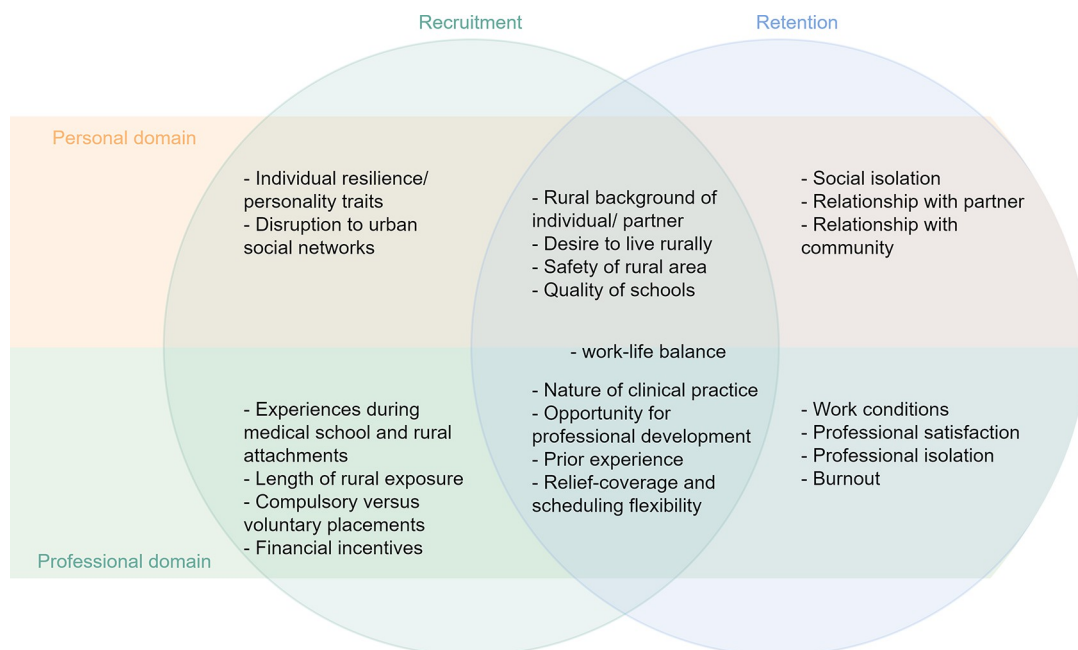 Recruitment
Retention
Personal domain
- Individual resilience/
personality traits
- Disruption to urban
social networks
- Rural background of
individual/ partner
- Desire to live rurally
- Safety of rural area
- Quality of schools
- Social isolation
- Relationship with partner
- Relationship with
community
- work-life balance
- Experiences during
medical school and rural
attachments
- Length of rural exposure
- Compulsory versus
voluntary placements
- Financial incentives
- Nature of clinical practice
- Opportunity for
professional development
- Prior experience
- Relief-coverage and
scheduling flexibility
- Work conditions
- Professional satisfaction
- Professional isolation
- Burnout
Professional domain